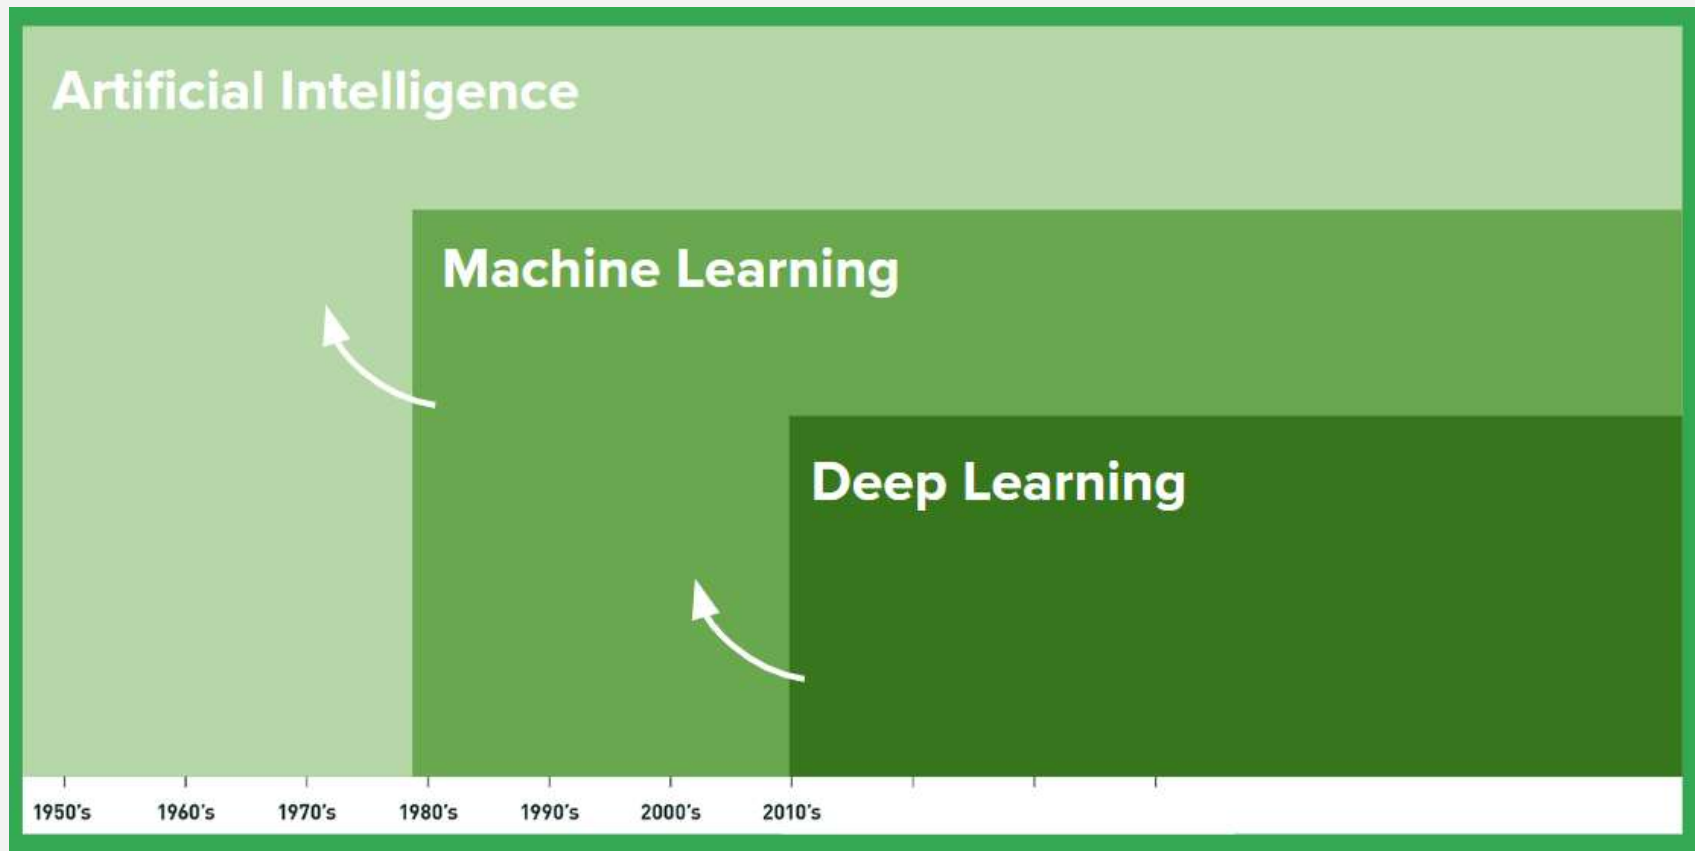 Artificial Intelligence
Machine Learning
Deep Learning
1950's 1960's 1970's 1980's 1990's 2000's 2010's